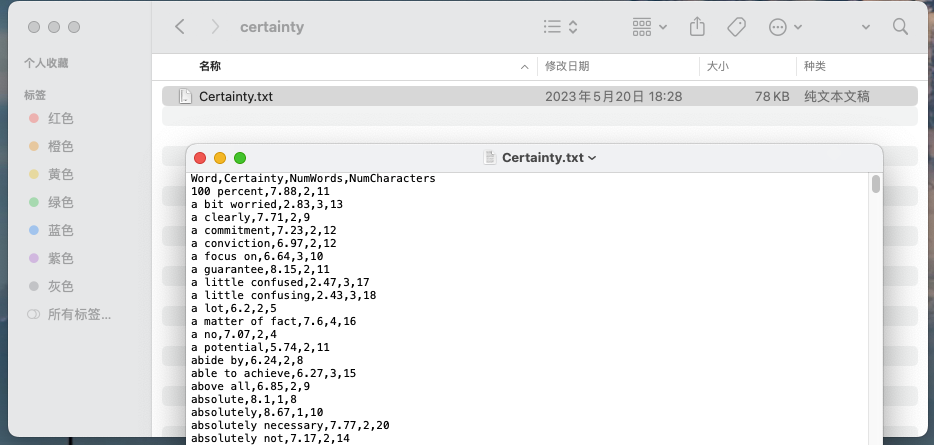 certainty
个人收藏
标签
红色
橙色
黄色
绿色
蓝色
紫色
灰色
所有标签...
名称
修改日期
大小
种类
Certainty.txt
2023年5月20日 18:28
78 KB
纯文本文稿
Certainty.txt
Word,Certainty,NumWords,NumCharacters
100 percent,7.88,2,11
a bit worried,2.83,3,13
a clearly,7.71,2,9
a commitment,7.23,2,12
a conviction,6.97,2,12
a focus on,6.64,3,10
a guarantee,8.15,2,11
a little confused,2.47,3,17
a little confusing,2.43,3,18
a lot,6.2,2,5
a matter of fact,7.6,4,16
a no,7.07,2,4
a potential,5.74,2,11
abide by,6.24,2,8
able to achieve,6.27,3,15
above all,6.85,2,9
absolute,8.1,1,8
absolutely,8.67,1,10
absolutely necessary,7.77,2,20
absolutely not,7.17,2,14